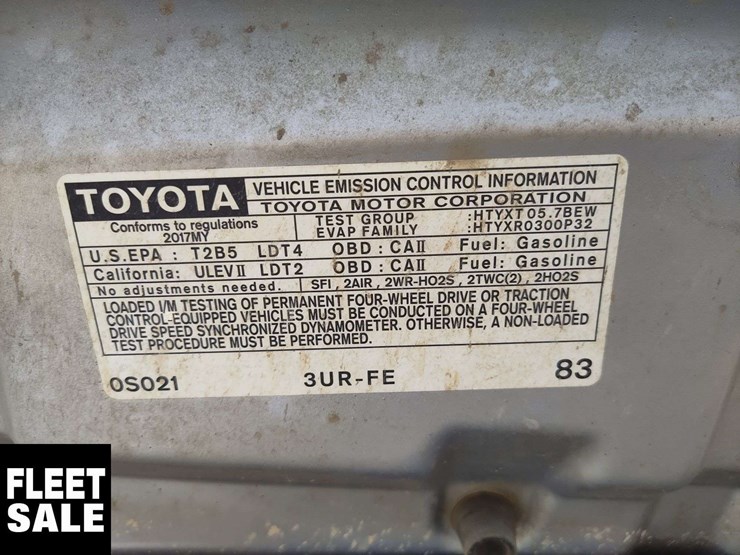 TOYOTA VEHICLE EMISSION CONTROL INFORMATION
TOYOTA MOTOR CORPORATION
Conforms to regulations
2017MY
TEST GROUP :HTYXT05.7BEW
EVAP FAMILY :HTYXR0300P32
U.S.EPA : T2B5 LDT4 OBD : CAII Fuel: Gasoline
California: ULEVII LDT2 OBD : CAII Fuel: Gasoline
No adjustments needed. SFI , 2AIR , 2WR-HO2S , 2TWC(2) , 2HO2S
LOADED I/M TESTING OF PERMANENT FOUR-WHEEL DRIVE OR TRACTION
CONTROL-EQUIPPED VEHICLES MUST BE CONDUCTED ON A FOUR-WHEEL
DRIVE SPEED SYNCHRONIZED DYNAMOMETER. OTHERWISE, A NON-LOADED
TEST PROCEDURE MUST BE PERFORMED.
0S021 3UR-FE 83
FLEET
SALE